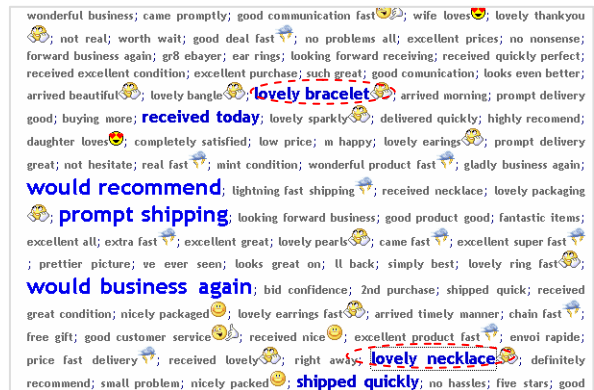 wonderful business; came promptly; good communication fast; wife loves; lovely thankyou
; not real; worth wait; good deal fast; no problems all; excellent prices; no nonsense;
forward business again; gr8 ebayer; ear rings; looking forward receiving; received quickly perfect;
received excellent condition; excellent purchase; such great; good comunication; looks even better;
arrived beautiful; lovely bangle; lovely bracelet; arrived morning; prompt delivery
good; buying more; received today; lovely sparkly; delivered quickly; highly recomend;
daughter loves; completely satisfied; low price; m happy; lovely earings; prompt delivery
great; not hesitate; real fast; mint condition; wonderful product fast; gladly business again;
would recommend; lightning fast shipping; received necklace; lovely packaging
; prompt shipping; looking forward business; good product good; fantastic items;
excellent all; extra fast; excellent great; lovely pearls; came fast; excellent super fast
; prettier picture; ve ever seen; looks great on; ll back; simply best; lovely ring fast;
would business again; bid confidence; 2nd purchase; shipped quick; received
great condition; nicely packaged; lovely earrings fast; arrived timely manner; chain fast;
free gift; good customer service; received nice; excellent product fast; envoi rapide;
price fast delivery; received lovely; right away; lovely necklace; definitely
recommend; small problem; nicely packed; shipped quickly; no hassles; five stars; good